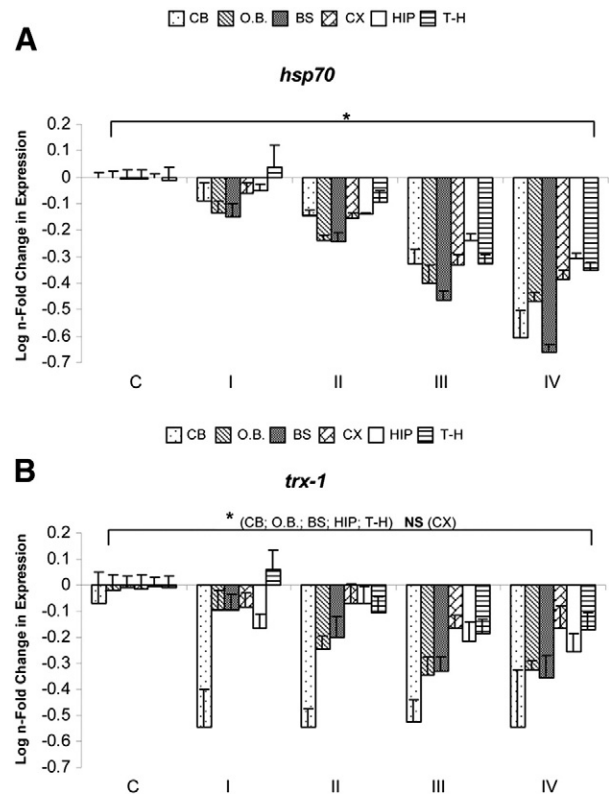 CB O.B. BS CX HIP T-H
A
hsp70
*
0.2
0.1
0
-0.1
-0.2
-0.3
-0.4
-0.5
-0.6
-0.7
Log n-Fold Change in Expression
C I II III IV
CB O.B. BS CX HIP T-H
B
trx-1
* (CB; O.B.; BS; HIP; T-H) NS (CX)
0.2
0.1
0
-0.1
-0.2
-0.3
-0.4
-0.5
-0.6
-0.7
Log n-Fold Change in Expression
C I II III IV